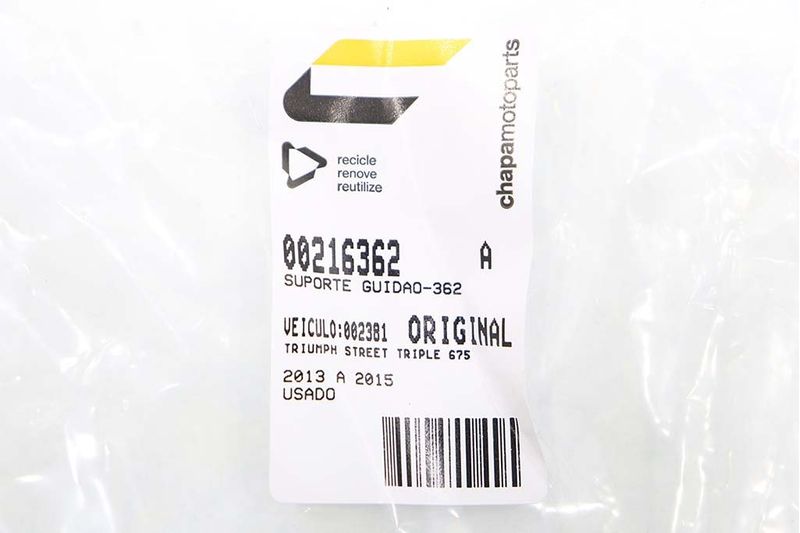 chapamotoparts
recicle
renove
reutilize
00216362 A
SUPORTE GUIDAO-362
VEICULO:002381 ORIGINAL
TRIUMPH STREET TRIPLE 675
2013 A 2015
USADO